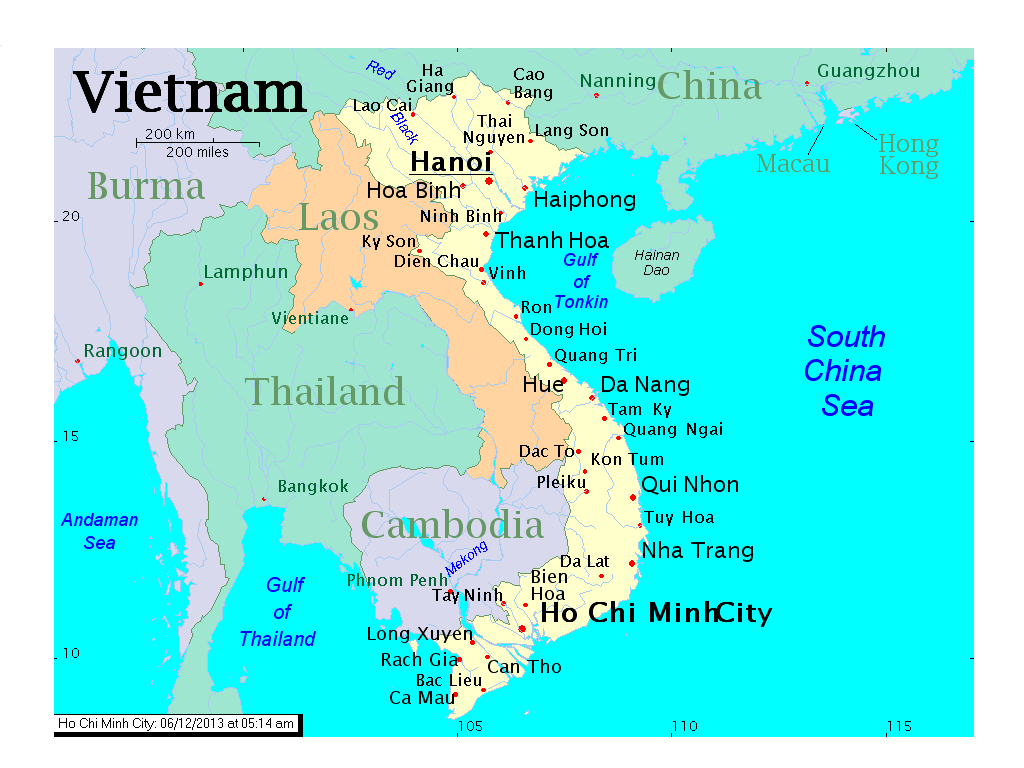 Vietnam
200 km
200 miles
Red
Ha
Giang
Cao
Bang
Nanning
China
Guangzhou
Lao Cai
Black
Thai
Nguyen
Lang Son
Macau
Hong
Kong
Burma
Hanoi
Hoa Binh
Haiphong
Laos
20
Ninh Binh
Ky Son
Thanh Hoa
Dien Chau
Gulf
of
Tonkin
Hainan
Dao
Lamphun
Vinh
Vientiane
Ron
Dong Hoi
Rangoon
Quang Tri
South
China
Sea
Thailand
Hue
Da Nang
Tam Ky
Quang Ngai
15
Dac To
Kon Tum
Bangkok
Pleiku
Qui Nhon
Andaman
Sea
Cambodia
Tuy Hoa
Mekong
Nha Trang
Da Lat
Phnom Penh
Bien
Hoa
Gulf
of
Thailand
Tay Ninh
Ho Chi Minh City
Long Xuyen
10
Rach Gia
Can Tho
Bac Lieu
Ca Mau
Ho Chi Minh City: 06/12/2013 at 05:14 am
105
110
115